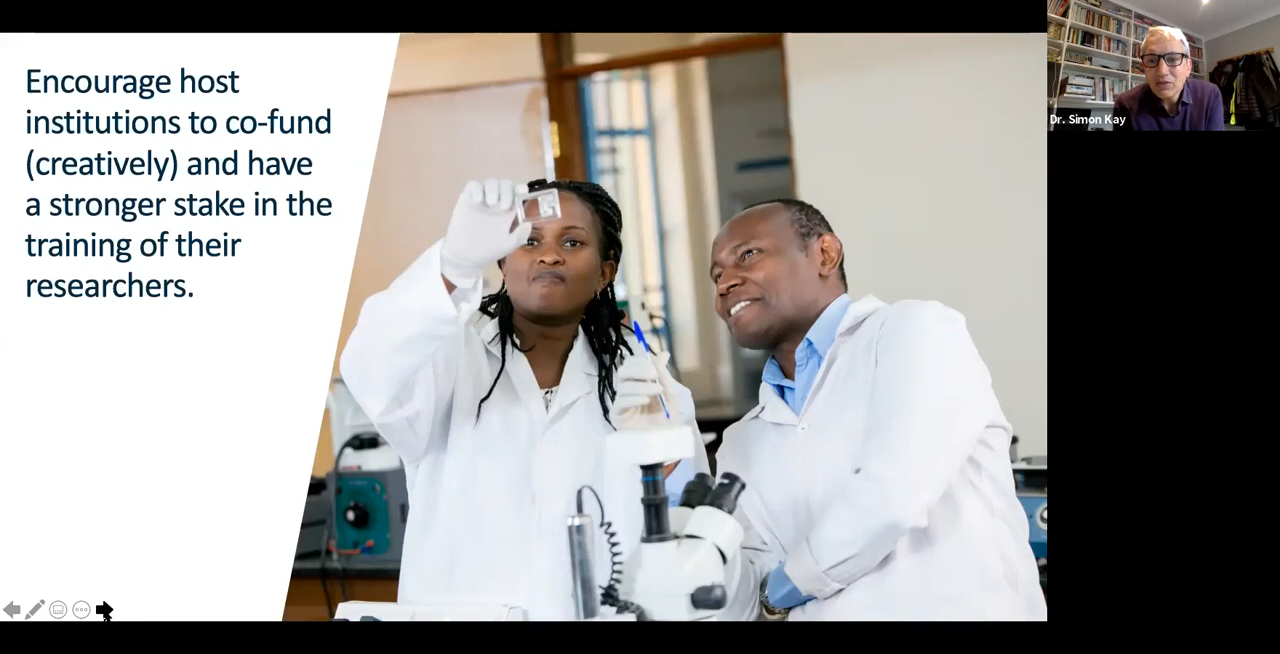 Encourage host
institutions to co-fund
(creatively) and have
a stronger stake in the
training of their
researchers.
Dr. Simon Kay